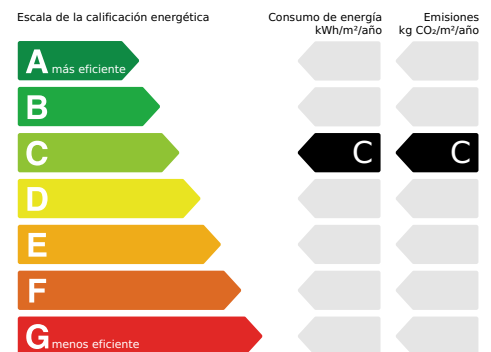 Escala de la calificación energética
Consumo de energía
kWh/m²/año
Emisiones
kg CO₂/m²/año
A más eficiente
B
C
C
C
D
E
F
G menos eficiente